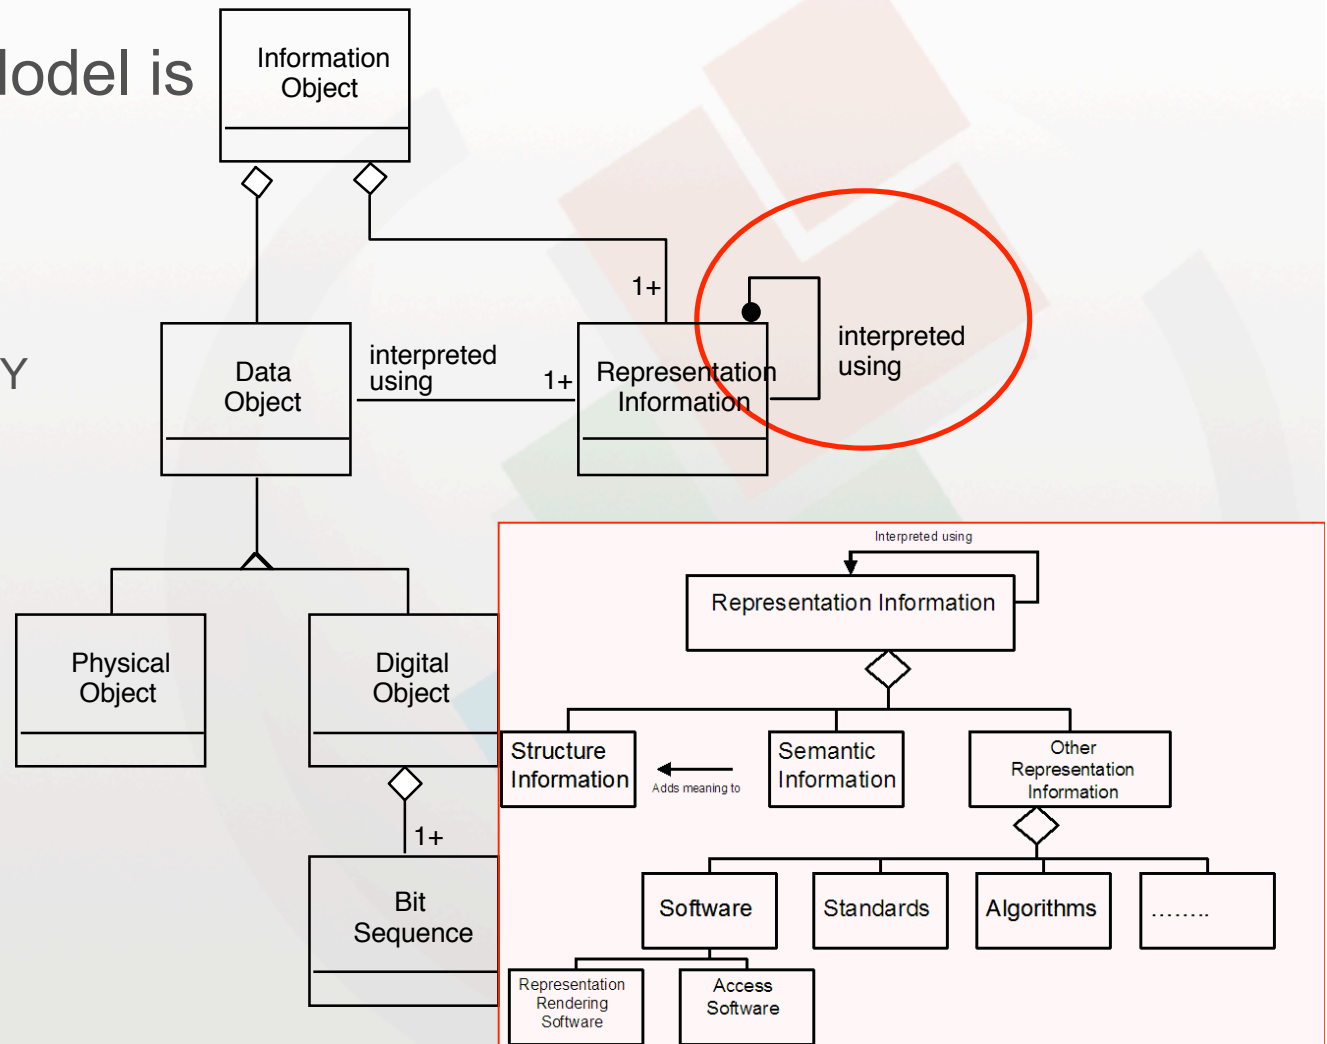 Information
Object
Model is
1+
interpreted
using
Y
Data
Object
interpreted
using
1+
Representation
Information
Physical
Object
Digital
Object
1+
Bit
Sequence
Interpreted using
Representation Information
Structure
Information
Adds meaning to
Semantic
Information
Other
Representation
Information
Software
Standards
Algorithms
........
Representation
Rendering
Software
Access
Software